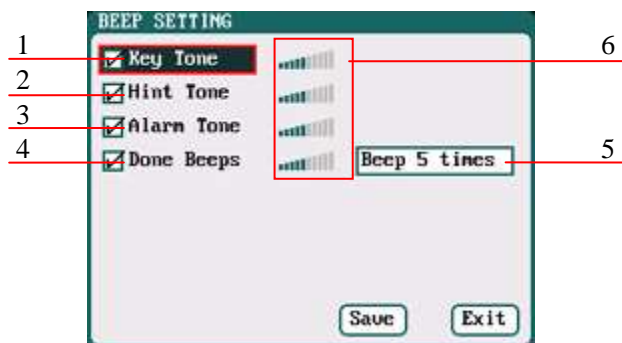 BEEP SETTING
1 Key Tone 6
2 Hint Tone
3 Alarm Tone
4 Done Beeps Beep 5 times 5
Save Exit